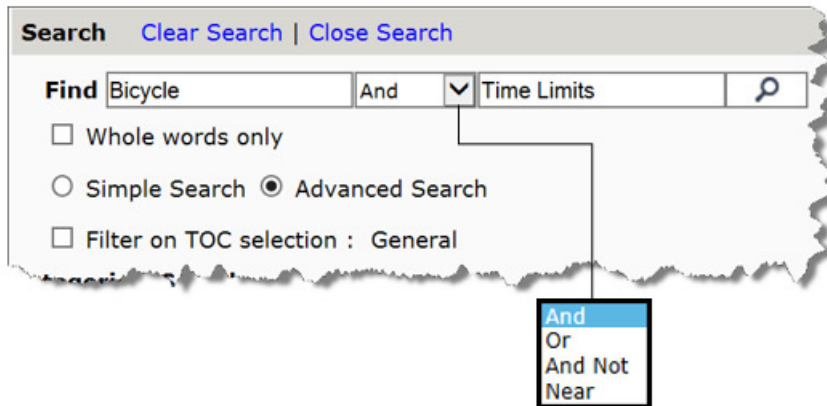 Search Clear Search | Close Search
Find Bicycle And Time Limits
Whole words only
Simple Search Advanced Search
Filter on TOC selection : General
And
Or
And Not
Near